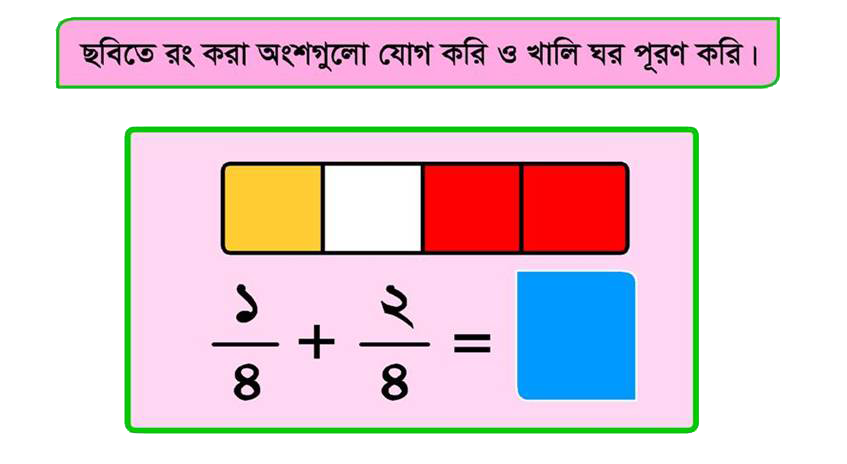 ছবিতে রং করা অংশগুলো যোগ করি ও খালি ঘর পূরণ করি।
১/৪ + ২/৪ =